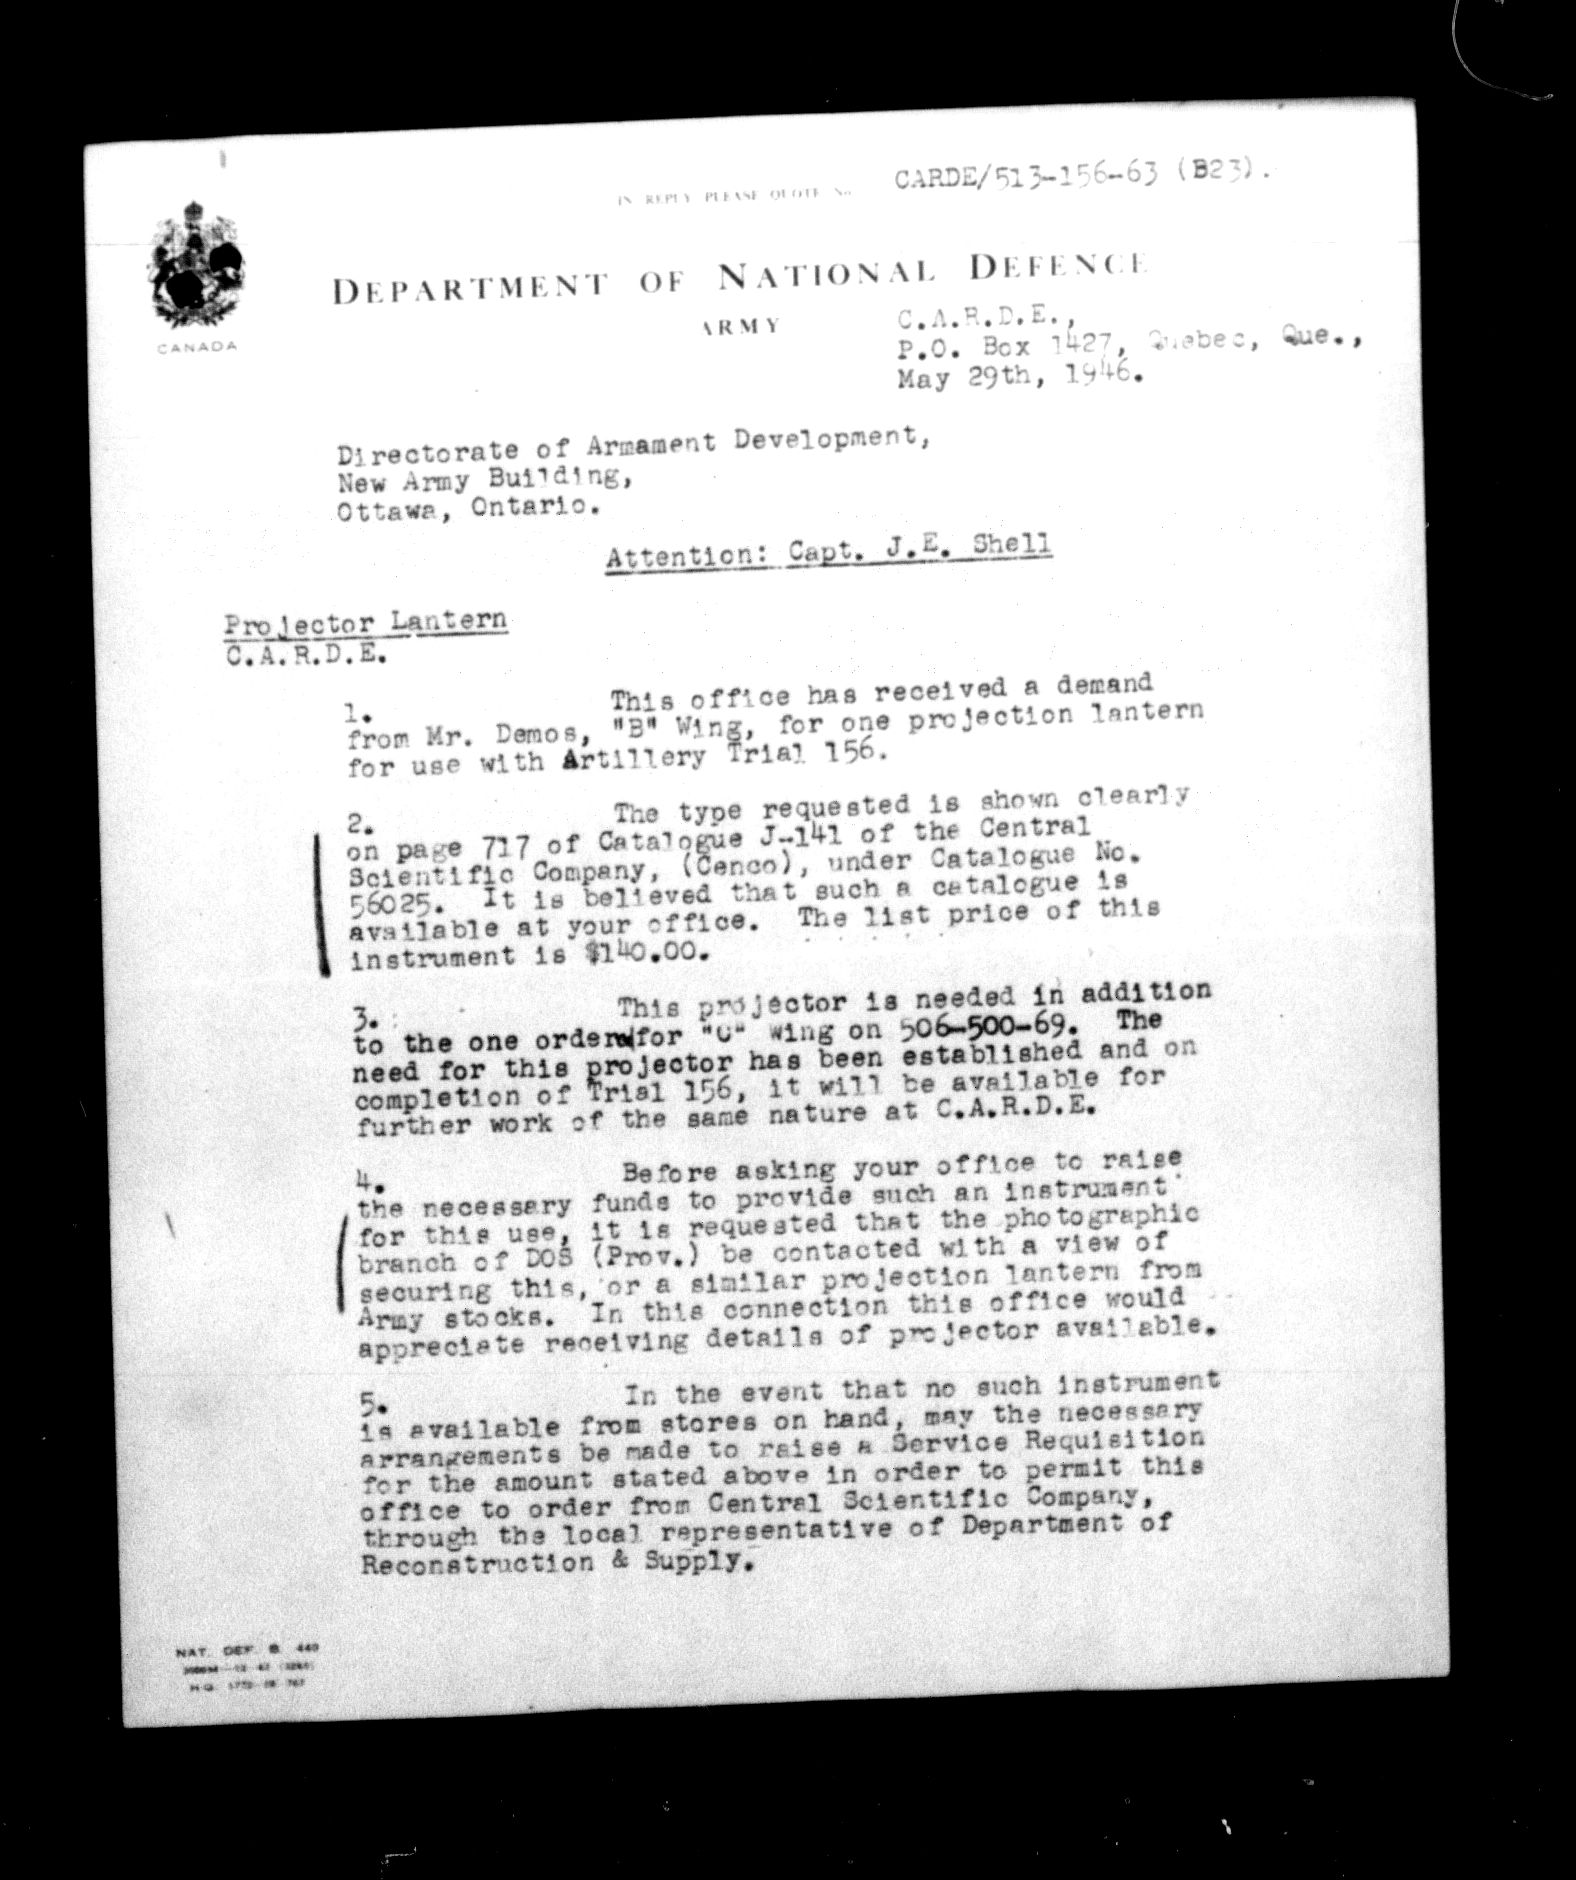 IN REPLY PLEASE QUOTE No. CARDE/513-156-63 (B23).
DEPARTMENT OF NATIONAL DEFENCE
ARMY
CANADA
C.A.R.D.E.,
P.O. Box 1427, Quebec, Que.,
May 29th, 1946.
Directorate of Armament Development,
New Army Building,
Ottawa, Ontario.
Attention: Capt. J.E. Shell
Projector Lantern
C.A.R.D.E.
1. This office has received a demand
from Mr. Demos, "B" Wing, for one projection lantern
for use with Artillery Trial 156.
2. The type requested is shown clearly
on page 717 of Catalogue J-141 of the Central
Scientific Company, (Cenco), under Catalogue No.
56025. It is believed that such a catalogue is
available at your office. The list price of this
instrument is $140.00.
3. This projector is needed in addition
to the one order for "C" Wing on 506-500-69. The
need for this projector has been established and on
completion of Trial 156, it will be available for
further work of the same nature at C.A.R.D.E.
4. Before asking your office to raise
the necessary funds to provide such an instrument
for this use, it is requested that the photographic
branch of DOS (Prov.) be contacted with a view of
securing this, or a similar projection lantern from
Army stocks. In this connection this office would
appreciate receiving details of projector available.
5. In the event that no such instrument
is available from stores on hand, may the necessary
arrangements be made to raise a Service Requisition
for the amount stated above in order to permit this
office to order from Central Scientific Company,
through the local representative of Department of
Reconstruction & Supply.
NAT. DEF. B. 440
H.Q.